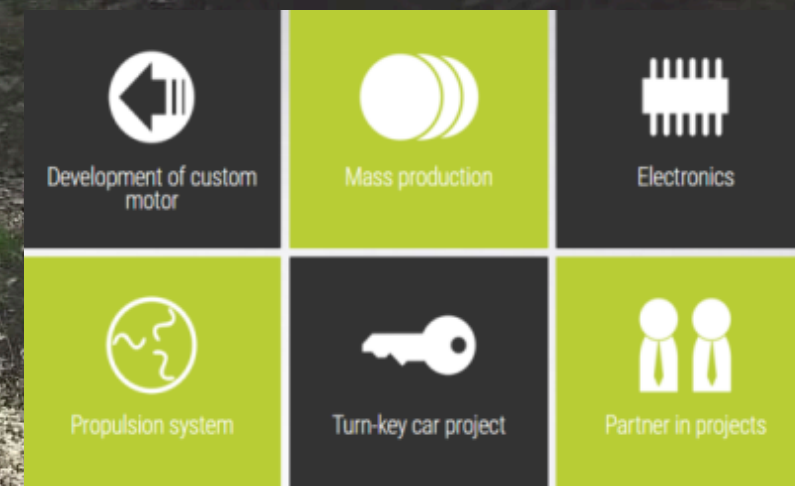 Development of custom
motor
Mass production
Electronics
Propulsion system
Turn-key car project
Partner in projects